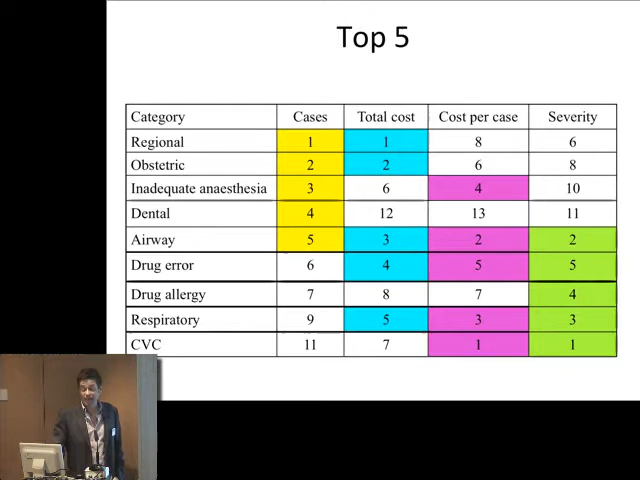 Top 5
Category Cases Total cost Cost per case Severity
Regional 1 1 8 6
Obstetric 2 2 6 8
Inadequate anaesthesia 3 6 4 10
Dental 4 12 13 11
Airway 5 3 2 2
Drug error 6 4 5 5
Drug allergy 7 8 7 4
Respiratory 9 5 3 3
CVC 11 7 1 1